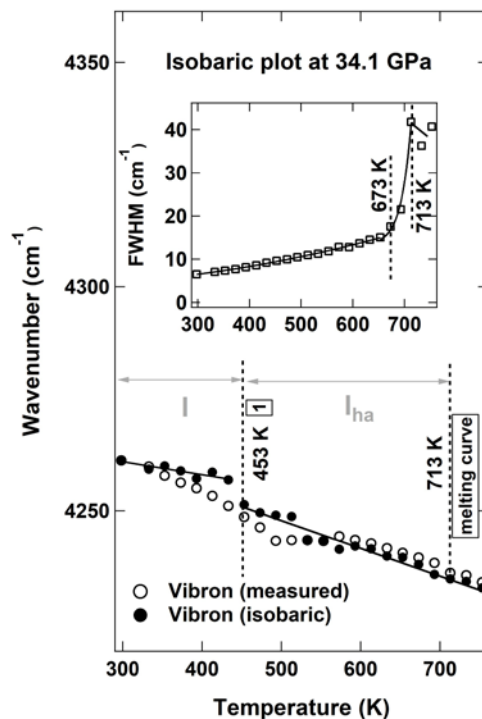 Isobaric plot at 34.1 GPa
4350
4300
4250
Wavenumber (cm-1)
FWHM (cm-1)
40
30
20
10
0
673 K
713 K
300 400 500 600 700
I
Iha
453 K 1
713 K
melting curve
Vibron (measured)
Vibron (isobaric)
300 400 500 600 700
Temperature (K)